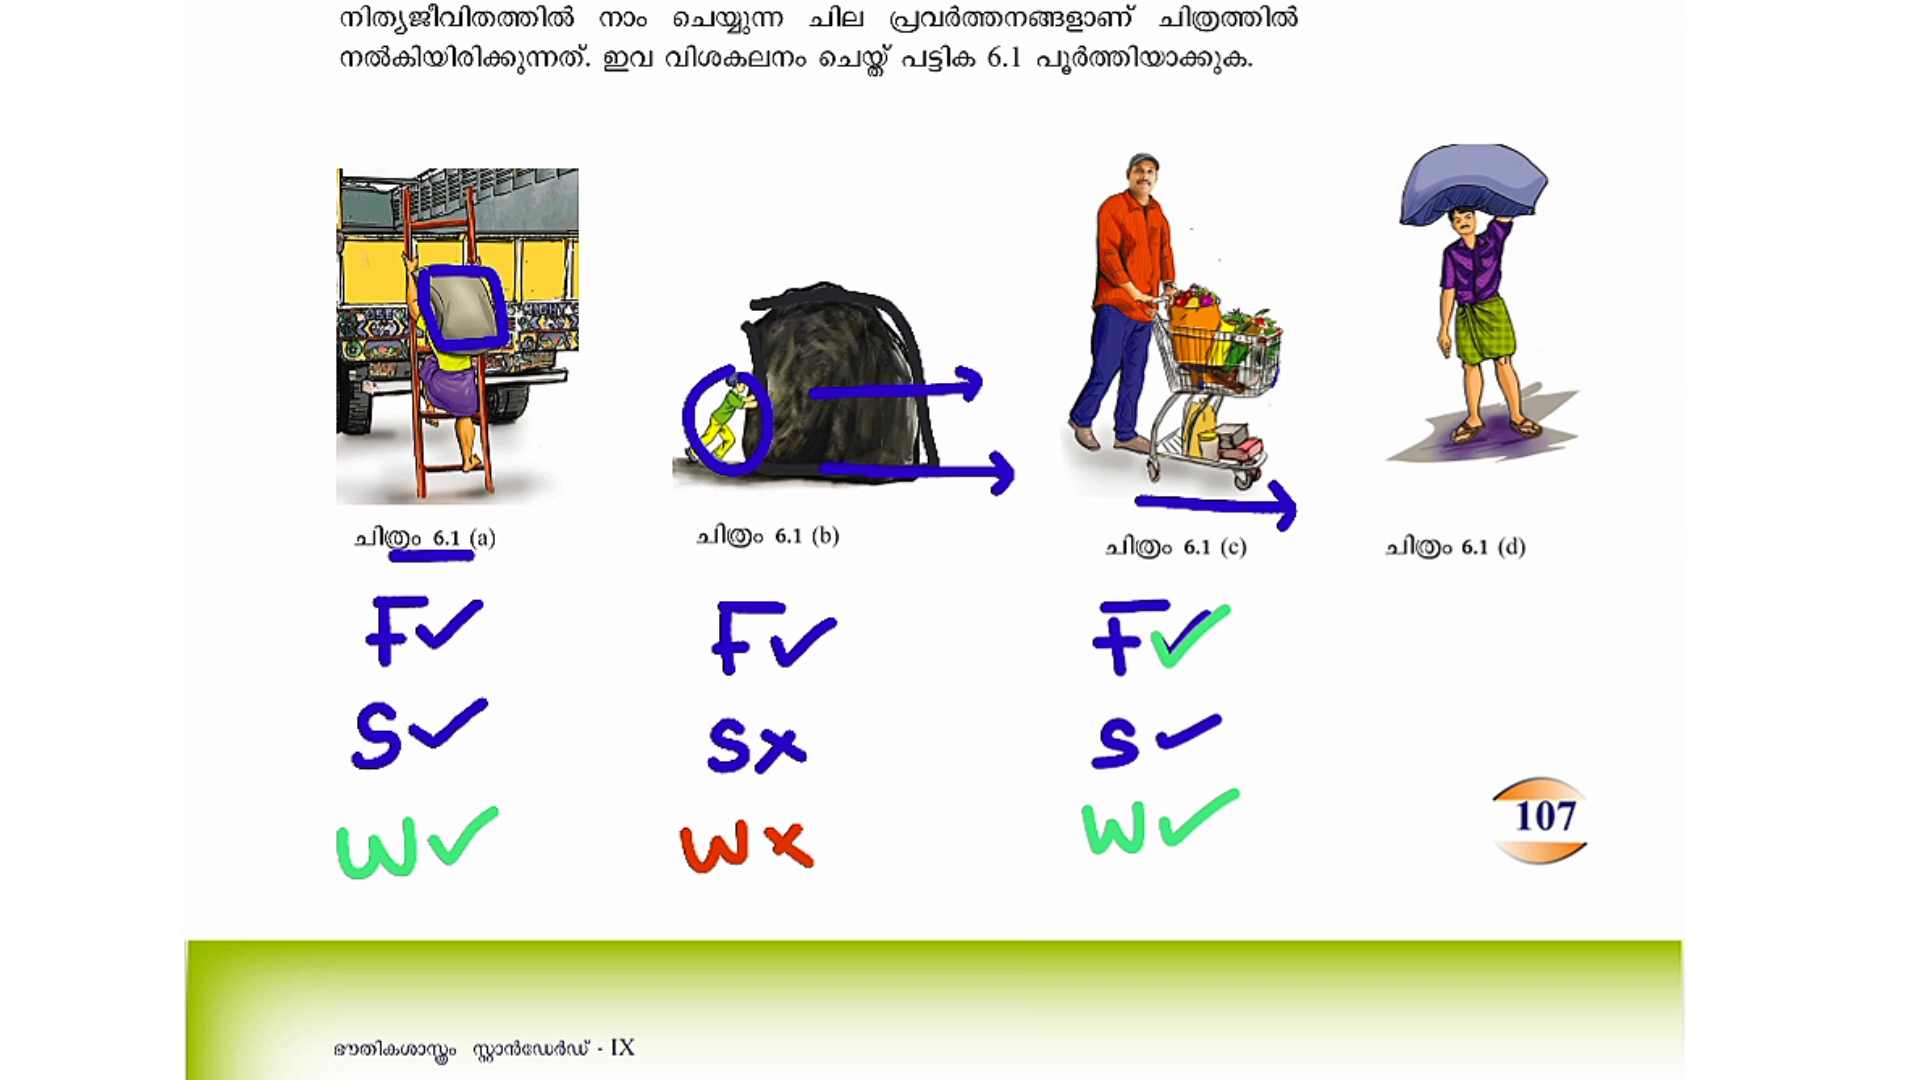 നിത്യജീവിതത്തിൽ നാം ചെയ്യുന്ന ചില പ്രവർത്തനങ്ങളാണ് ചിത്രത്തിൽ
നൽകിയിരിക്കുന്നത്. ഇവ വിശകലനം ചെയ്ത് പട്ടിക 6.1 പൂർത്തിയാക്കുക.
ചിത്രം 6.1 (a)
ചിത്രം 6.1 (b)
ചിത്രം 6.1 (c)
ചിത്രം 6.1 (d)
F✓ F✓ F✓
S✓ S× S✓
W✓ W× W✓
107
ഭൗതികശാസ്ത്രം സ്റ്റാൻഡേർഡ് - IX